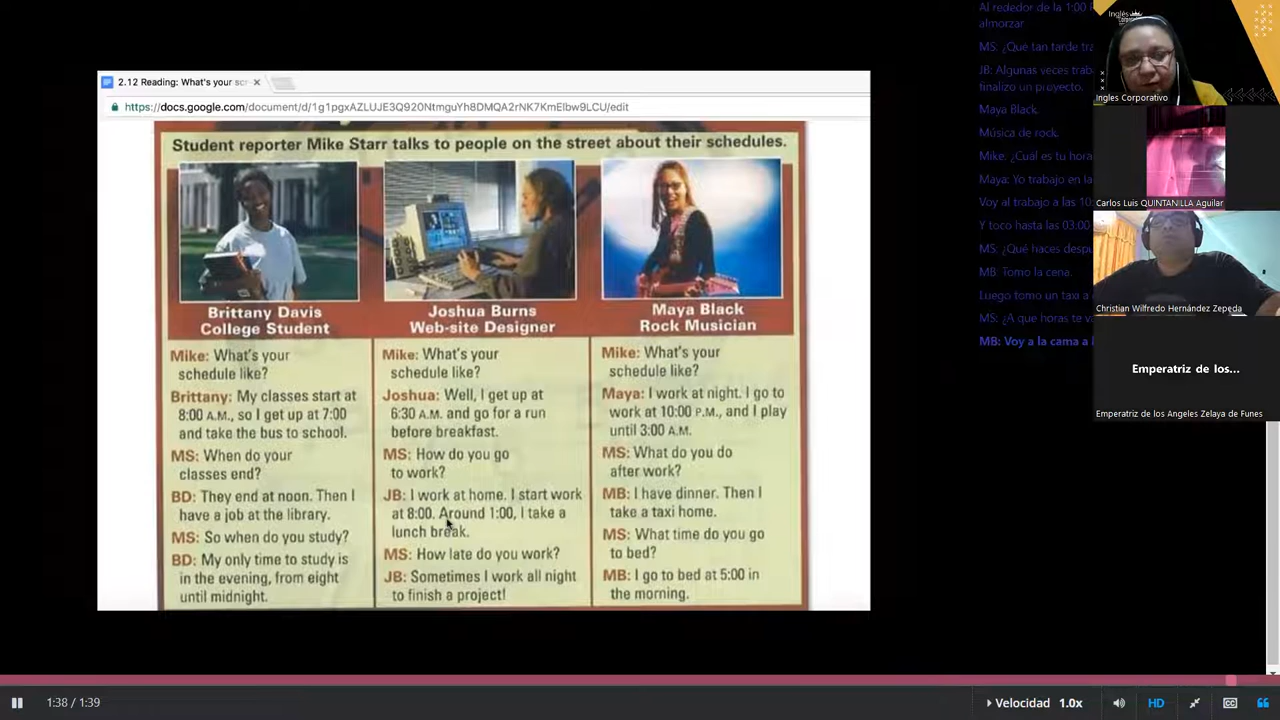 2.12 Reading: What's your scr
https://docs.google.com/document/d/1g1pgxAZLUJE3Q920NtmguYh8DMQA2rNK7KmElbw9LCU/edit
Student reporter Mike Starr talks to people on the street about their schedules.
Brittany Davis
College Student
Mike: What's your
schedule like?
Brittany: My classes start at
8:00 A.M., so I get up at 7:00
and take the bus to school.
MS: When do your
classes end?
BD: They end at noon. Then I
have a job at the library.
MS: So when do you study?
BD: My only time to study is
in the evening, from eight
until midnight.
Joshua Burns
Web-site Designer
Mike: What's your
schedule like?
Joshua: Well, I get up at
6:30 A.M. and go for a run
before breakfast.
MS: How do you go
to work?
JB: I work at home. I start work
at 8:00. Around 1:00, I take a
lunch break.
MS: How late do you work?
JB: Sometimes I work all night
to finish a project!
Maya Black
Rock Musician
Mike: What's your
schedule like?
Maya: I work at night. I go to
work at 10:00 P.M., and I play
until 3:00 A.M.
MS: What do you do
after work?
MB: I have dinner. Then I
take a taxi home.
MS: What time do you go
to bed?
MB: I go to bed at 5:00 in
the morning.
Al rededor de la 1:00
almorzar
MS: ¿Qué tan tarde
JB: Algunas veces
finalizo un proyecto.
Maya Black.
Música de rock.
Mike: ¿Cuál es tu
Maya: Yo trabajo en
Voy al trabajo a las
Y toco hasta las 03:00
MS: ¿Qué haces
MB: Tomo la cena.
Luego tomo un taxi a
MS: ¿A que horas te
MB: Voy a la cama a
Inglés
Ingles Corporativo
Carlos Luis QUINTANILLA Aguilar
Christian Wilfredo Hernández Zepeda
Emperatriz de los...
Emperatriz de los Angeles Zelaya de Funes
1:38 / 1:39
Velocidad 1.0x
HD
CC